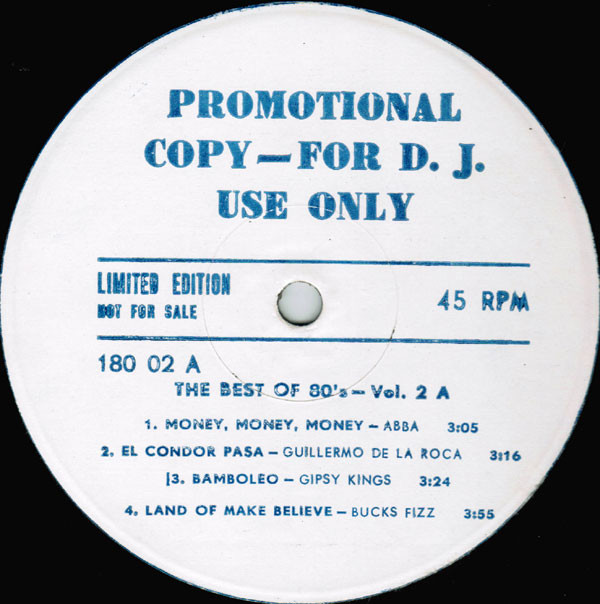 PROMOTIONAL
COPY—FOR D. J.
USE ONLY
LIMITED EDITION
NOT FOR SALE
45 RPM
180 02 A
THE BEST OF 80's—Vol. 2 A
1. MONEY, MONEY, MONEY — ABBA 3:05
2. EL CONDOR PASA — GUILLERMO DE LA ROCA 3:16
3. BAMBOLEO — GIPSY KINGS 3:24
4. LAND OF MAKE BELIEVE — BUCKS FIZZ 3:55